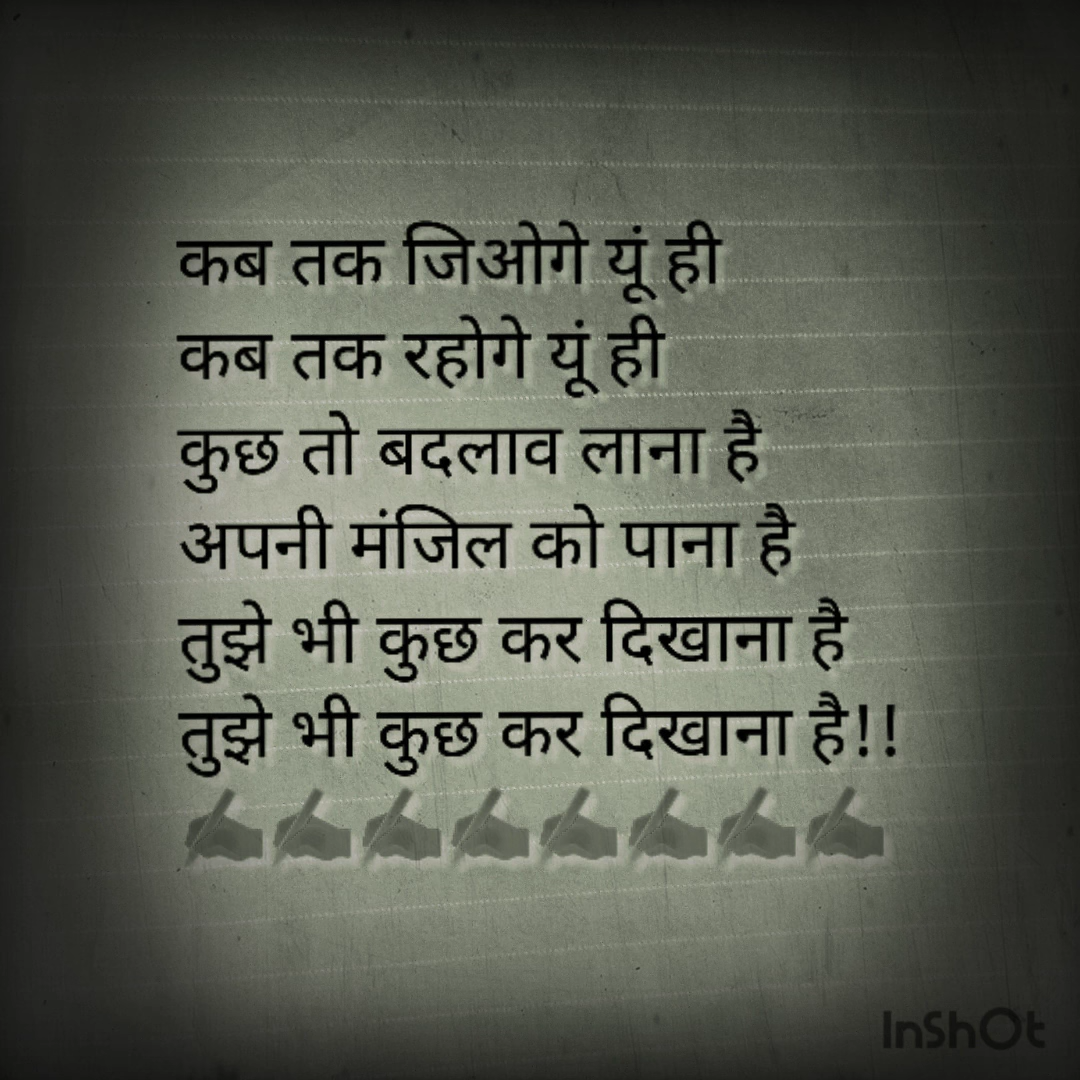 कब तक जिओगे यूं ही
कब तक रहोगे यूं ही
कुछ तो बदलाव लाना है
अपनी मंजिल को पाना है
तुझे भी कुछ कर दिखाना है
तुझे भी कुछ कर दिखाना है!!
✍✍✍✍✍✍✍✍
InShOt